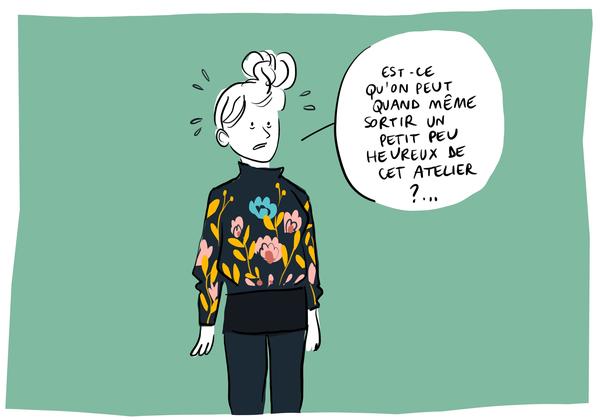 EST-CE
QU'ON PEUT
QUAND MÊME
SORTIR UN
PETIT PEU
HEUREUX DE
CET ATELIER
?...